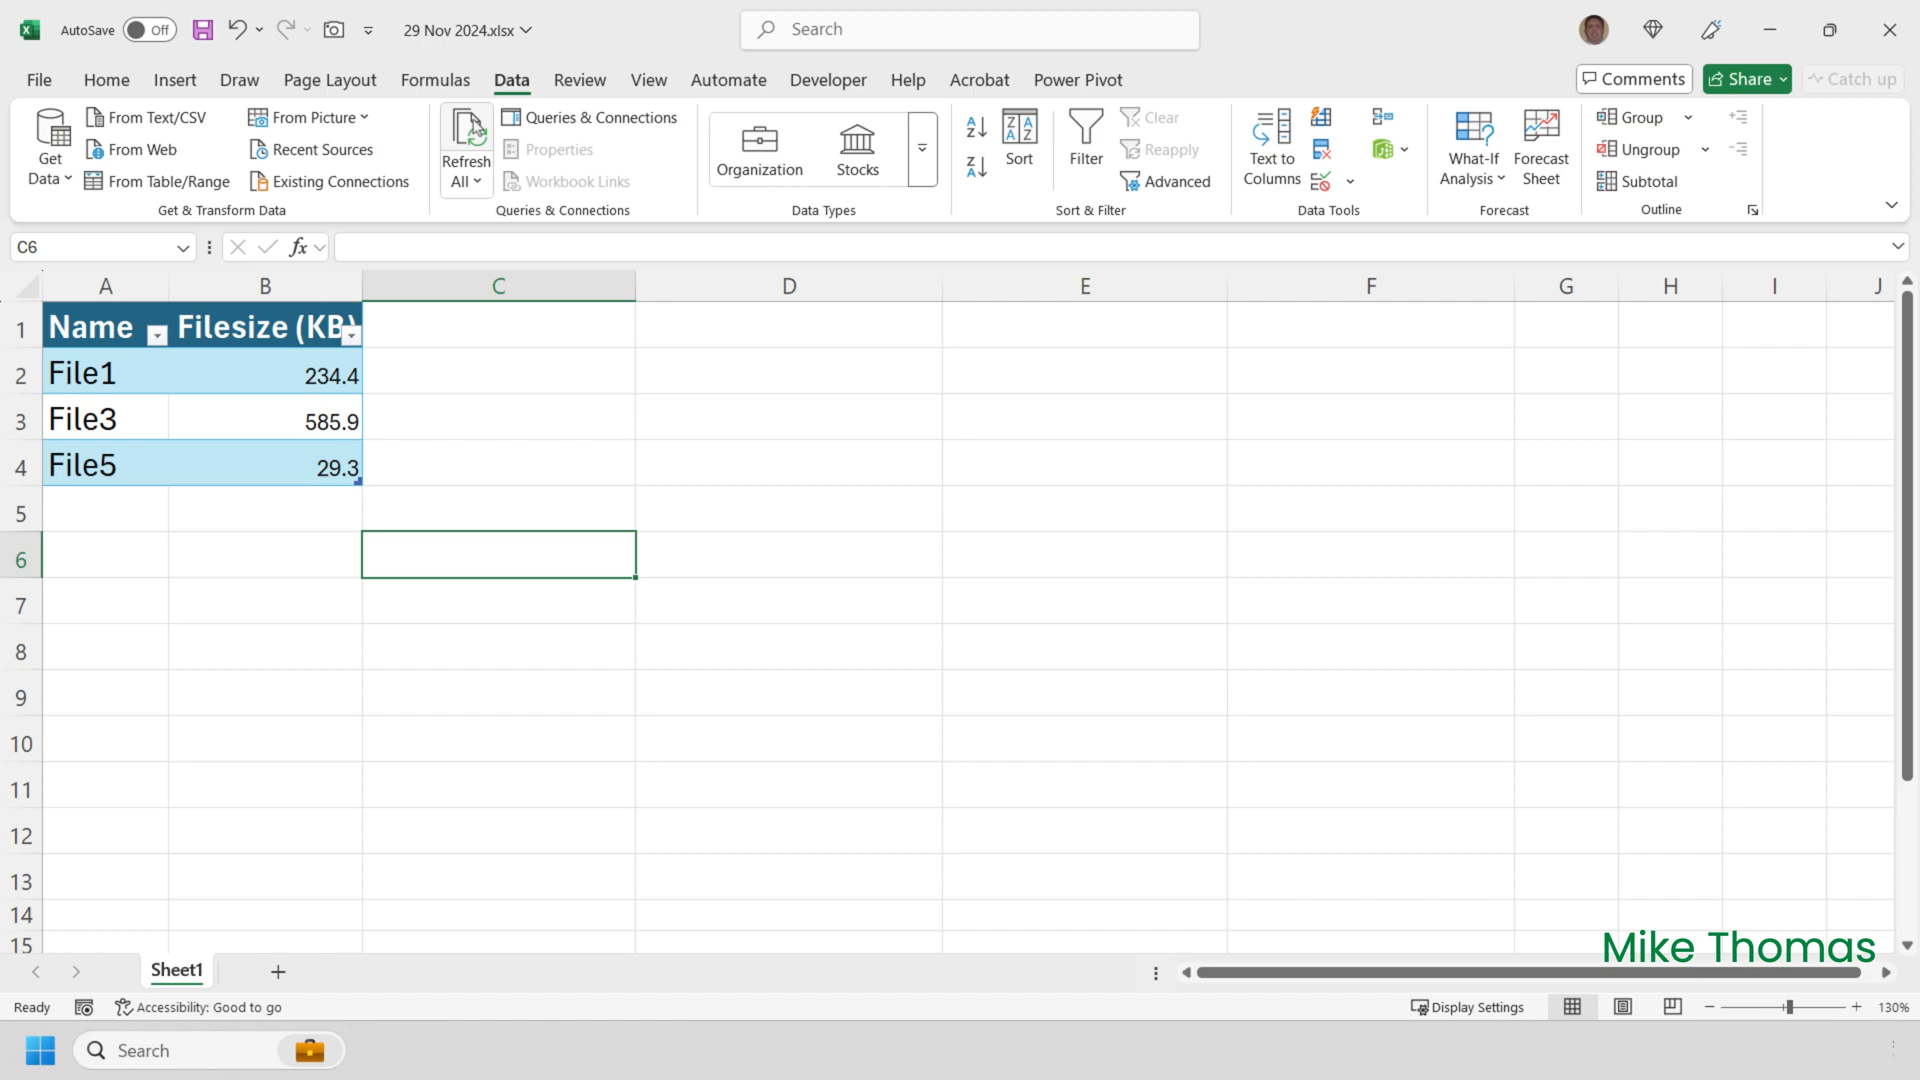 AutoSave Off 29 Nov 2024.xlsx Search
File Home Insert Draw Page Layout Formulas Data Review View Automate Developer Help Acrobat Power Pivot Comments Share Catch up
Get Data
From Text/CSV
From Web
From Table/Range
From Picture
Recent Sources
Existing Connections
Get & Transform Data
Refresh All
Queries & Connections
Properties
Workbook Links
Queries & Connections
Organization
Stocks
Data Types
Sort
Filter
Clear
Reapply
Advanced
Sort & Filter
Text to Columns
Data Tools
What-If Analysis
Forecast Sheet
Forecast
Group
Ungroup
Subtotal
Outline
C6 fx
A B C D E F G H I J
1 Name Filesize (KB)
2 File1 234.4
3 File3 585.9
4 File5 29.3
5
6
7
8
9
10
11
12
13
14
15
Mike Thomas
Sheet1
Ready Accessibility: Good to go Display Settings 130%
Search